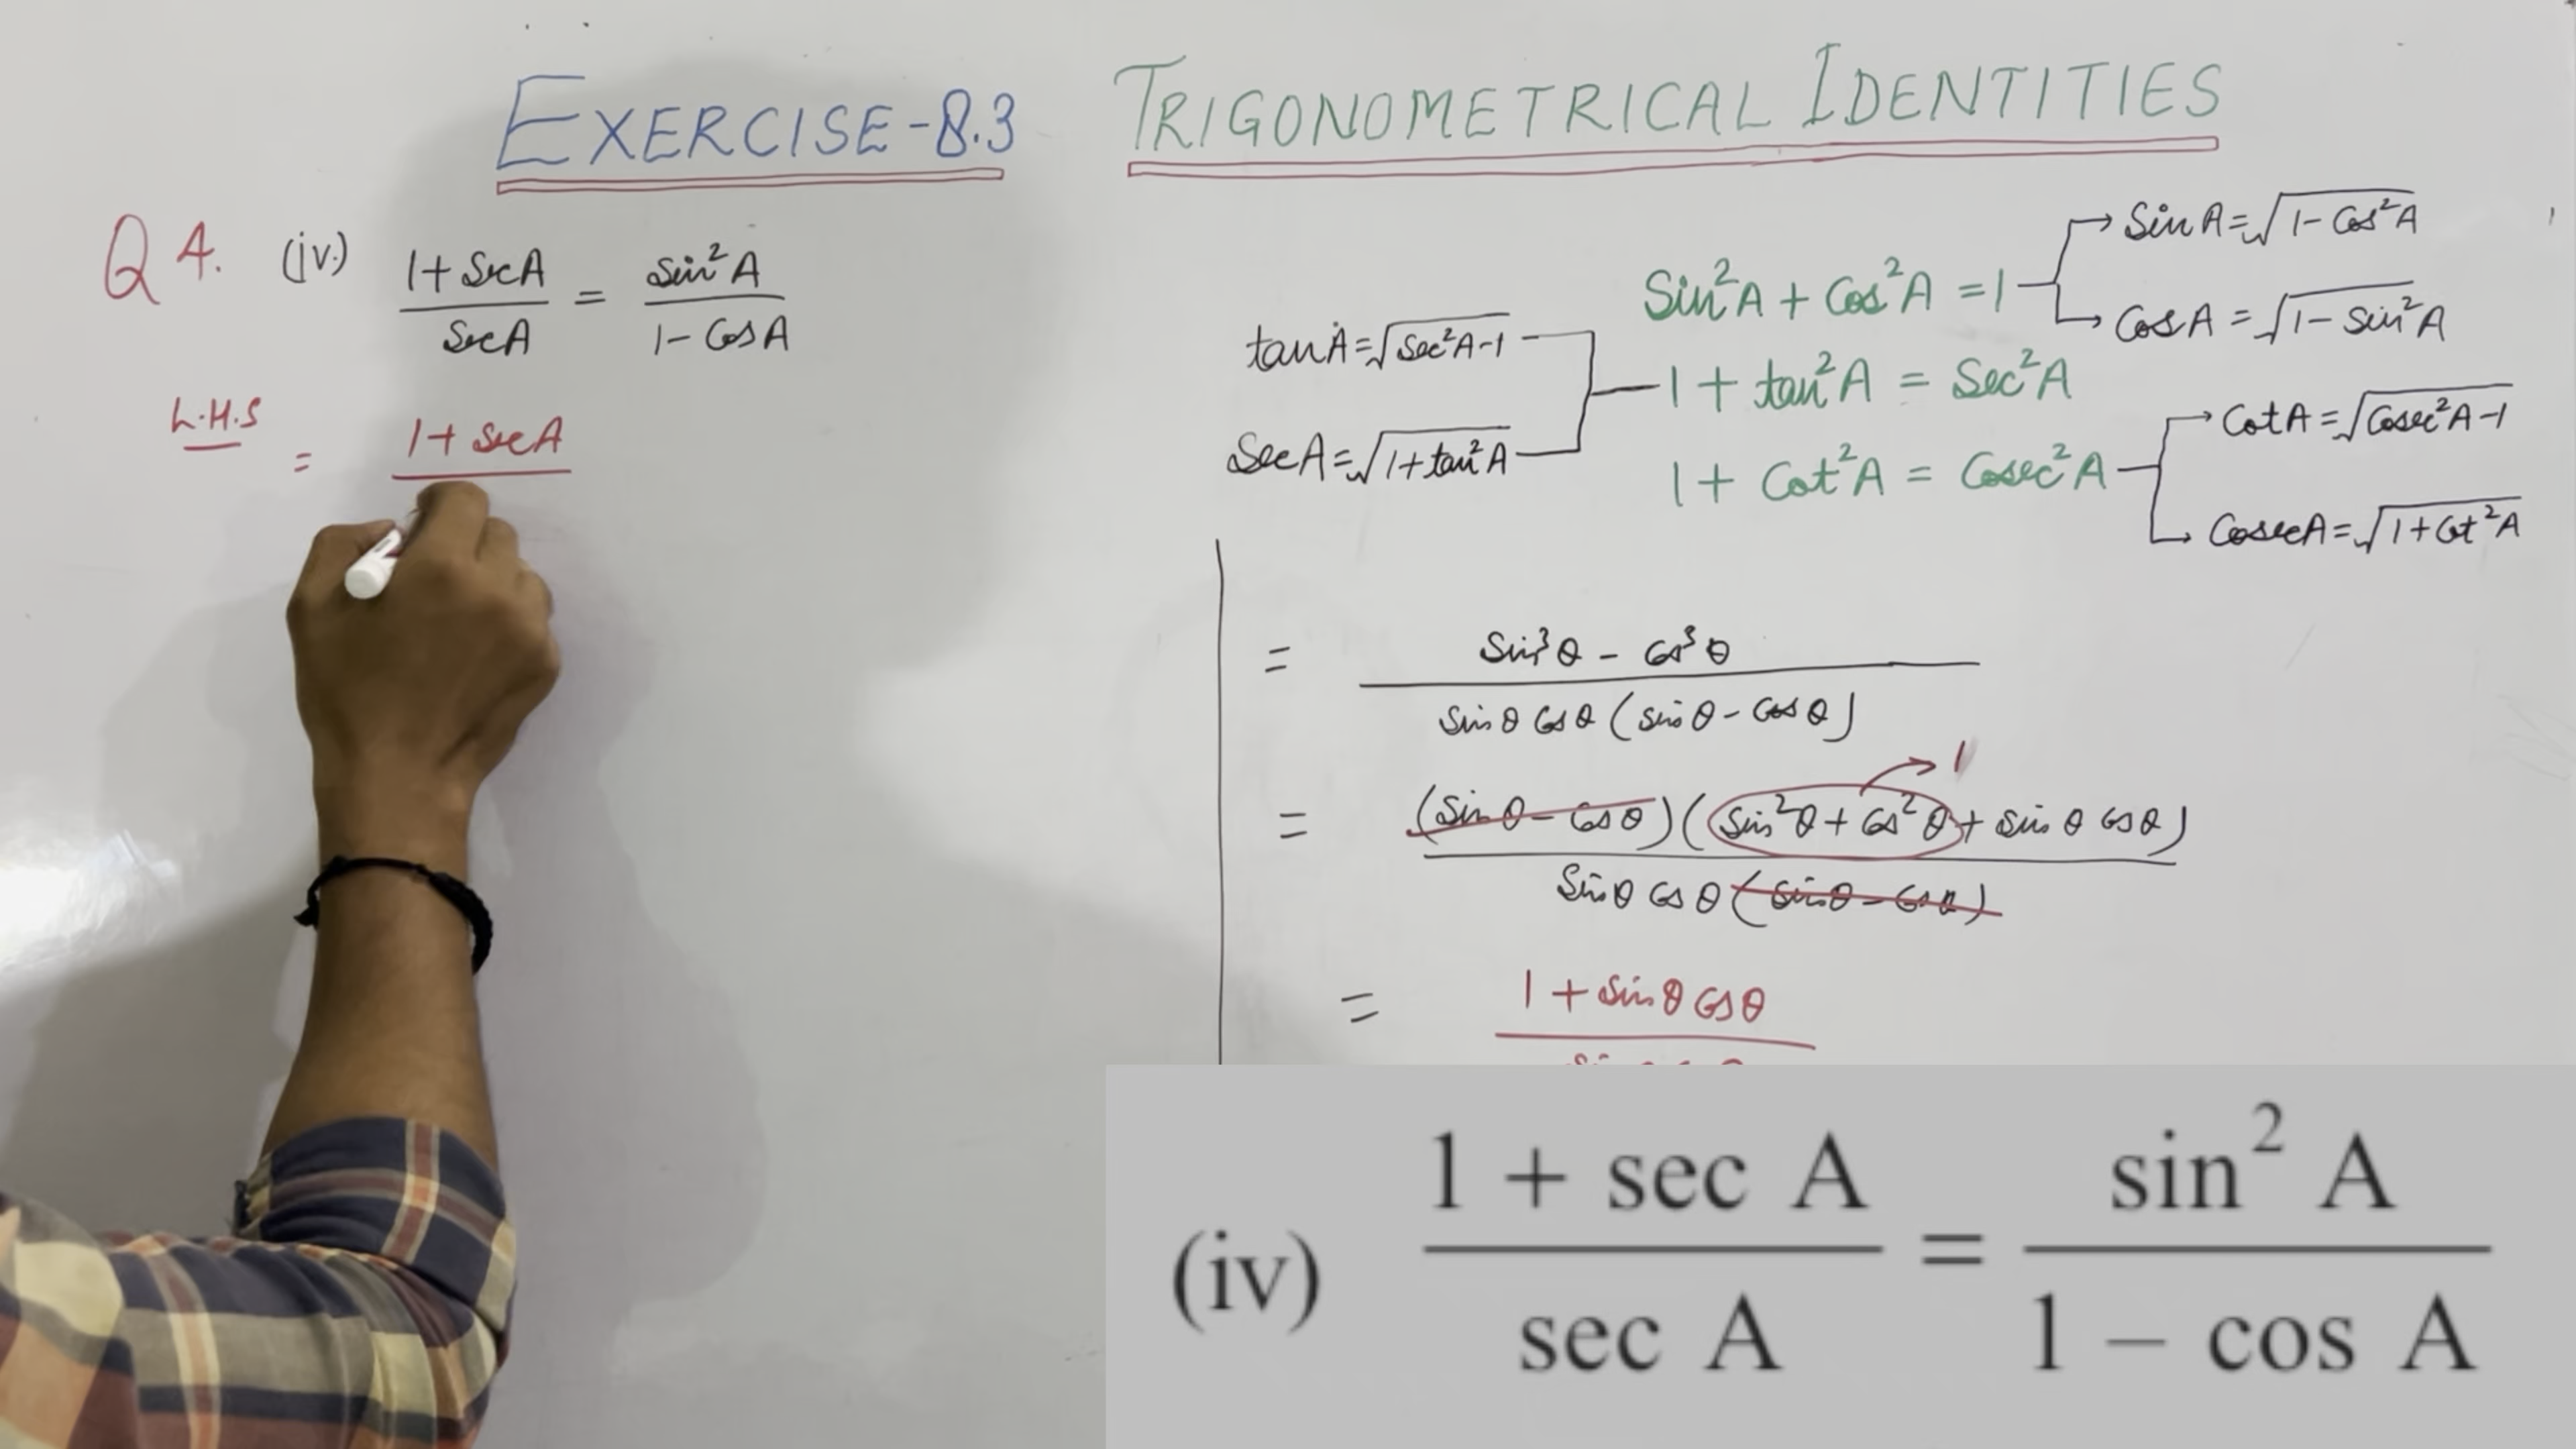 EXERCISE-8.3 TRIGONOMETRICAL IDENTITIES
Q 4. (iv.) 1+ SecA / SecA = Sin²A / 1- CosA
L.H.S
= 1+ secA
Sin²A + Cos²A = 1
SinA = √1- Cos²A
CosA = √1- Sin²A
1 + tan²A = Sec²A
tanA = √Sec²A-1
SecA = √1+tan²A
1 + Cot²A = Cosec²A
CotA = √Cosec²A-1
CosecA = √1+Cot²A
= Sin³θ - Cos³θ / Sinθ Cosθ (Sinθ - Cosθ)
= (Sinθ - Cosθ)(Sin²θ + Cos²θ + Sinθ Cosθ) / Sinθ Cosθ (Sinθ - Cosθ)
1
= 1 + Sinθ Cosθ
(iv) 1 + sec A / sec A = sin² A / 1 – cos A